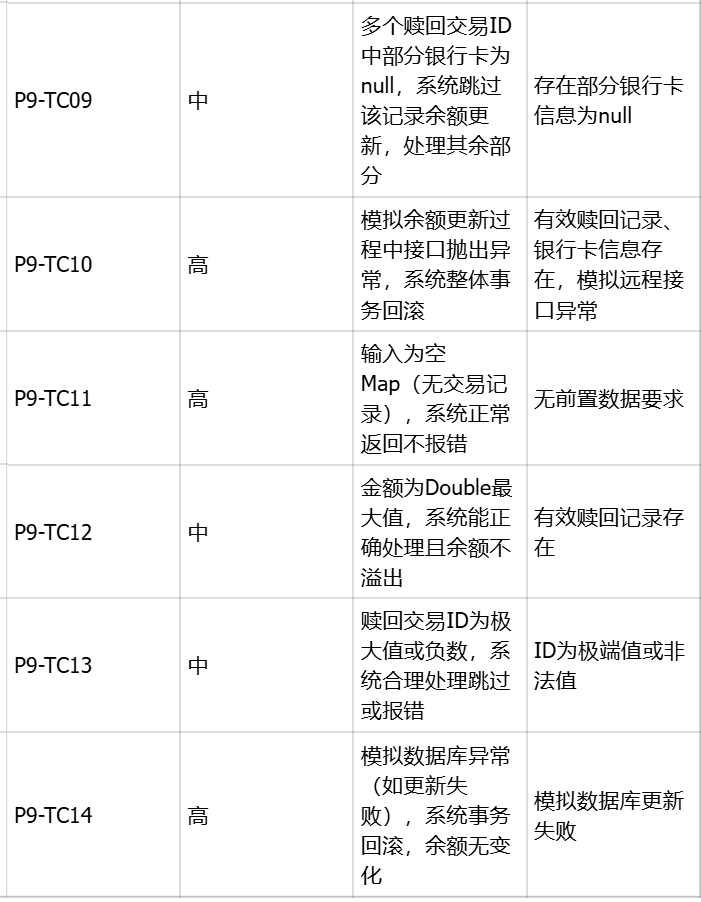 P9-TC09
中
多个赎回交易ID
中部分银行卡为
null，系统跳过
该记录余额更
新，处理其余部
分
存在部分银行卡
信息为null
P9-TC10
高
模拟余额更新过
程中接口抛出异
常，系统整体事
务回滚
有效赎回记录、
银行卡信息存
在，模拟远程接
口异常
P9-TC11
高
输入为空
Map（无交易记
录），系统正常
返回不报错
无前置数据要求
P9-TC12
中
金额为Double最
大值，系统能正
确处理且余额不
溢出
有效赎回记录存
在
P9-TC13
中
赎回交易ID为极
大值或负数，系
统合理处理跳过
或报错
ID为极端值或非
法值
P9-TC14
高
模拟数据库异常
（如更新失
败），系统事务
回滚，余额无变
化
模拟数据库更新
失败